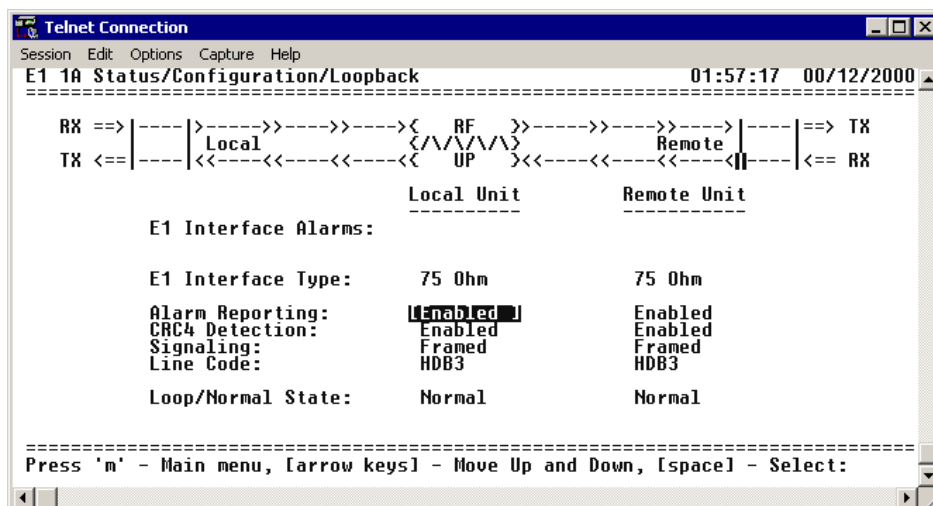 Telnet Connection
Session Edit Options Capture Help
E1 1A Status/Configuration/Loopback 01:57:17 00/12/2000
===============================================================================
RX ==>|----|>----->>---->>---->{ RF }>>----->>---->>---->|----|==> TX
| |Local {/\/\/\/\} Remote | |
TX <==|----|<<----<<----<<----<{ UP }<<----<<----<<----<||----|<== RX
Local Unit Remote Unit
---------- -----------
E1 Interface Alarms:
E1 Interface Type: 75 Ohm 75 Ohm
Alarm Reporting: [Enabled ] Enabled
CRC4 Detection: Enabled Enabled
Signaling: Framed Framed
Line Code: HDB3 HDB3
Loop/Normal State: Normal Normal
===============================================================================
Press 'm' - Main menu, [arrow keys] - Move Up and Down, [space] - Select: